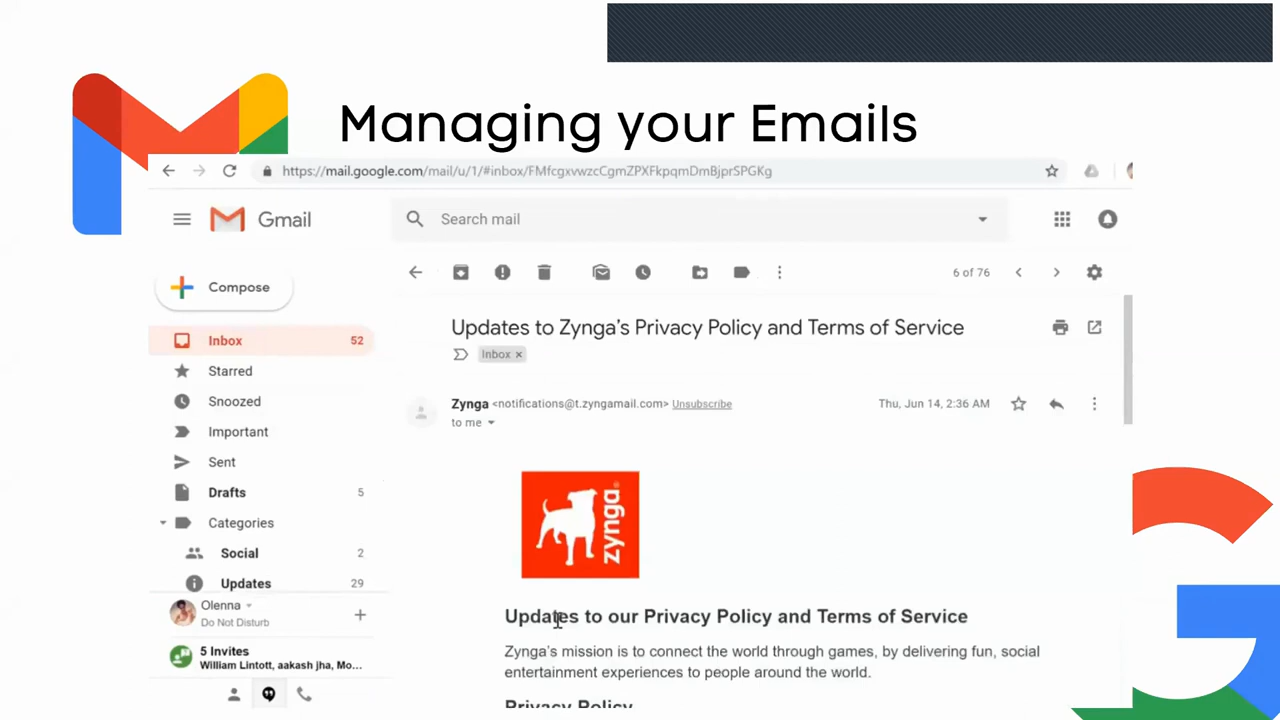 Managing your Emails
https://mail.google.com/mail/u/1/#inbox/FMfcgxvwzcCgmZPXFkpqmDmBjprSPGKg
Gmail
Search mail
Compose
6 of 76
Inbox 52
Starred
Snoozed
Important
Sent
Drafts 5
Categories
Social 2
Updates 29
Olenna
Do Not Disturb
5 Invites
William Lintott, aakash jha, Mo...
Updates to Zynga's Privacy Policy and Terms of Service
Inbox ×
Zynga <notifications@t.zyngamail.com> Unsubscribe
Thu, Jun 14, 2:36 AM
to me
zynga
Updates to our Privacy Policy and Terms of Service
Zynga's mission is to connect the world through games, by delivering fun, social
entertainment experiences to people around the world.
Privacy Policy